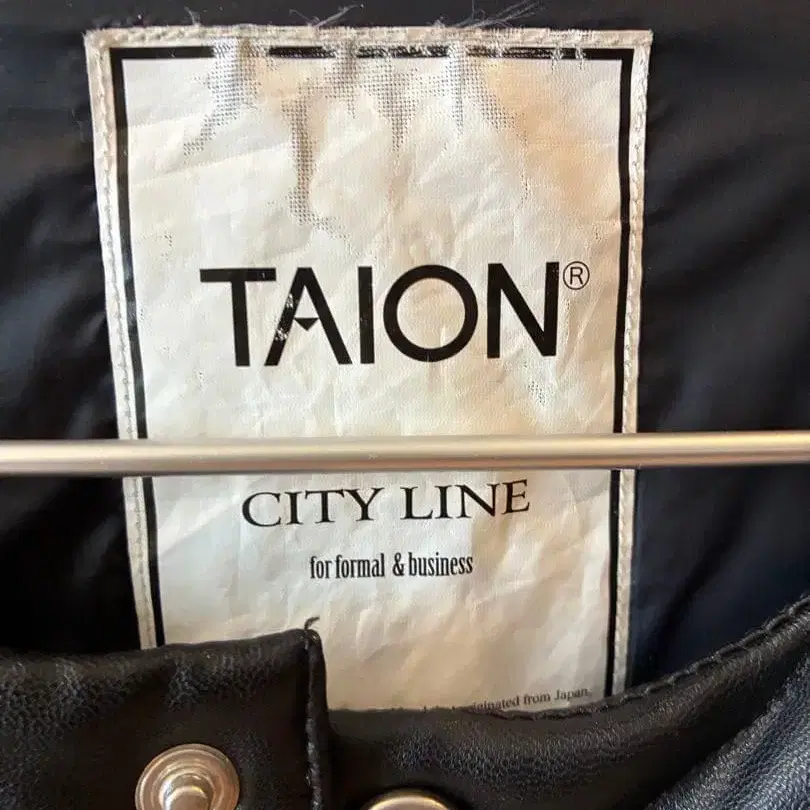 TAION®
CITY LINE
for formal & business
originated from Japan.